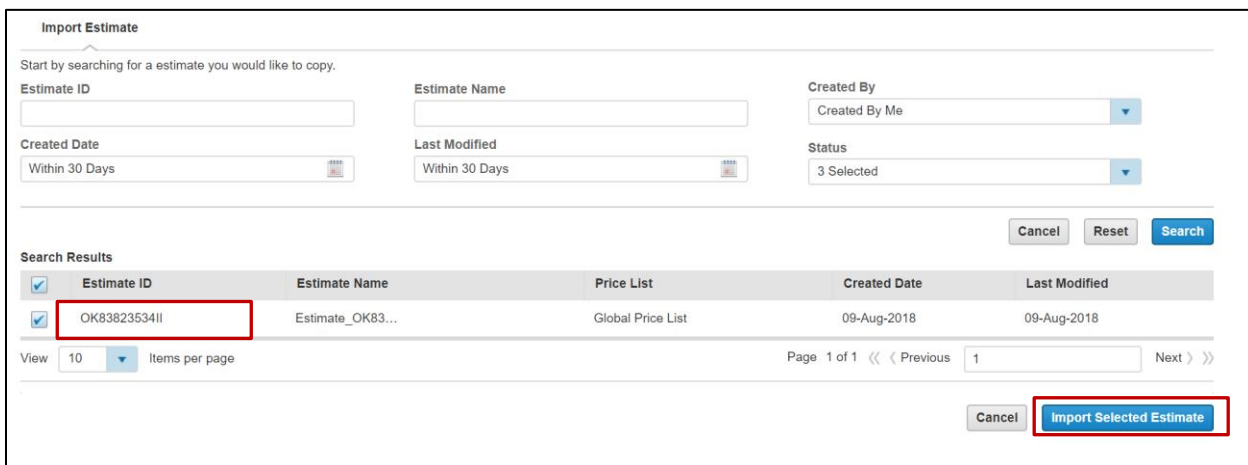 Import Estimate
Start by searching for a estimate you would like to copy.
Estimate ID Estimate Name Created By
Created By Me
Created Date Last Modified Status
Within 30 Days Within 30 Days 3 Selected
Cancel Reset Search
Search Results
Estimate ID Estimate Name Price List Created Date Last Modified
OK83823534II Estimate_OK83... Global Price List 09-Aug-2018 09-Aug-2018
View 10 Items per page Page 1 of 1 《 〈 Previous 1 Next 〉 》
Cancel Import Selected Estimate